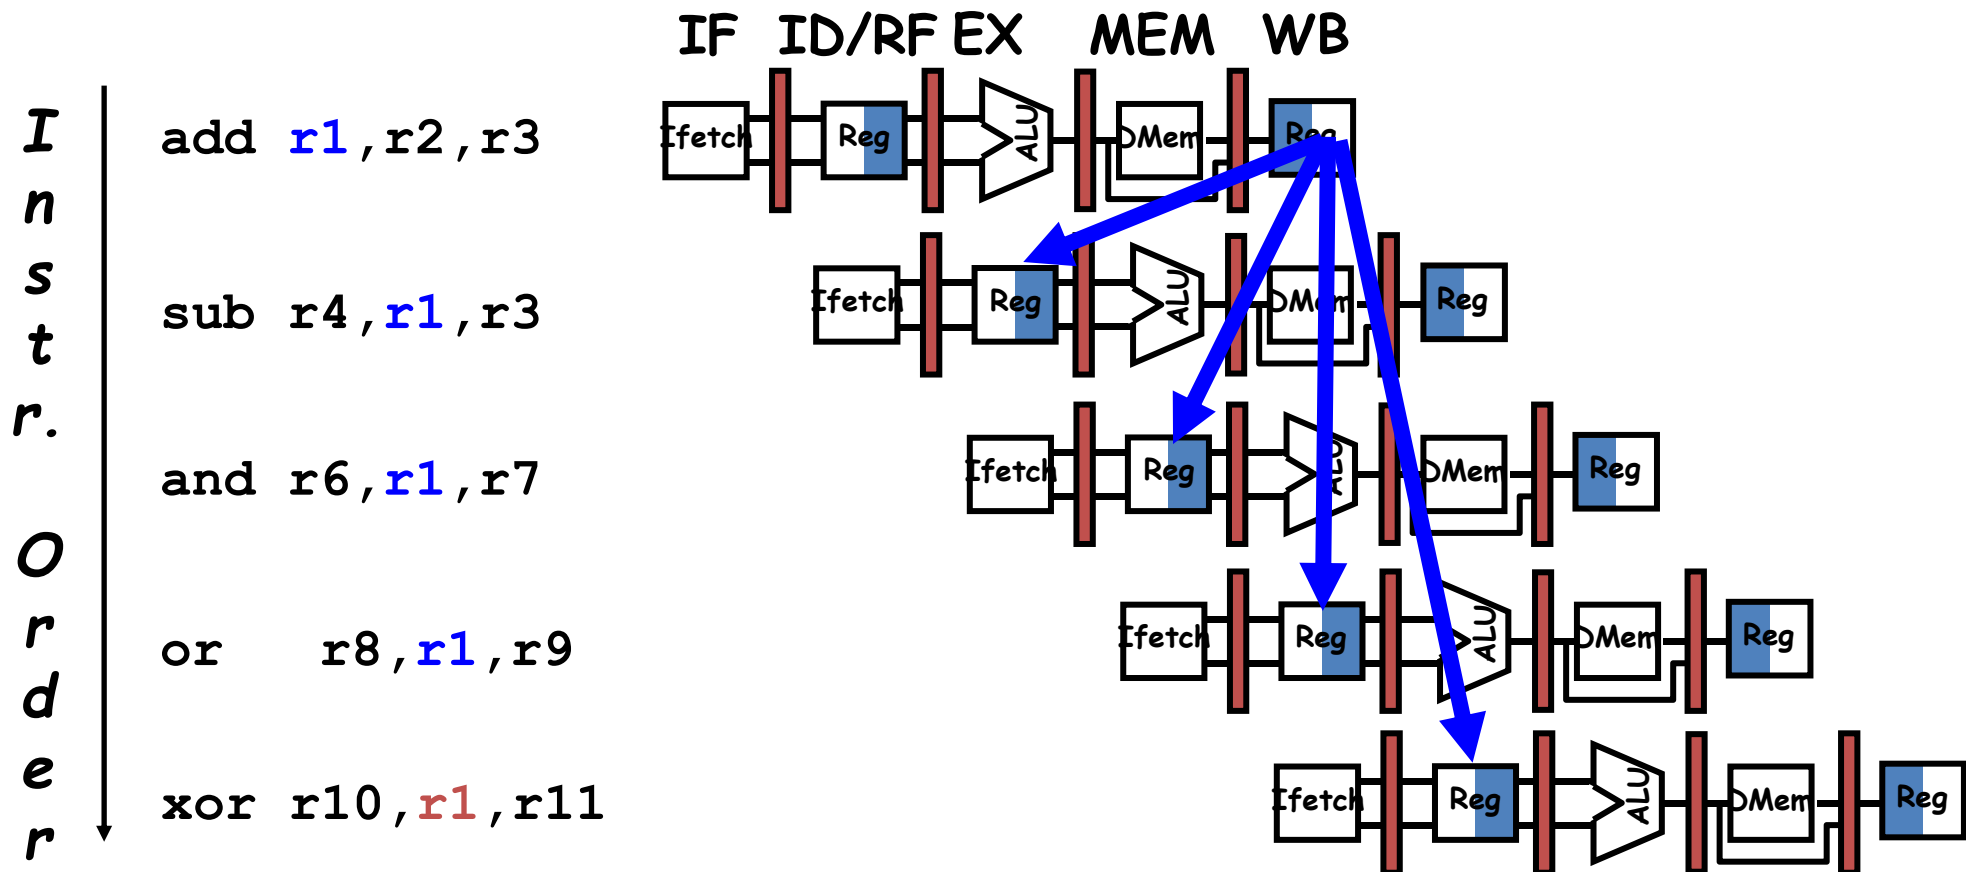 IF ID/RF EX MEM WB
Instr. Order
add r1,r2,r3
Ifetch Reg ALU DMem Reg
sub r4,r1,r3
Ifetch Reg ALU DMem Reg
and r6,r1,r7
Ifetch Reg ALU DMem Reg
or r8,r1,r9
Ifetch Reg ALU DMem Reg
xor r10,r1,r11
Ifetch Reg ALU DMem Reg